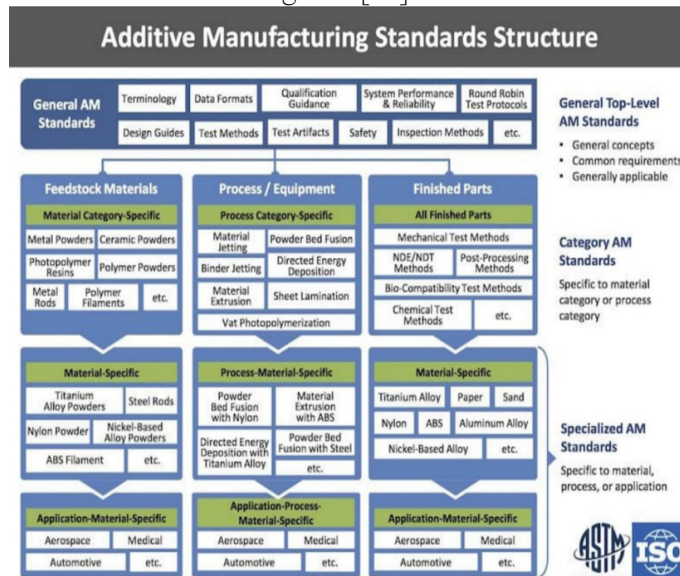 Additive Manufacturing Standards Structure
General AM
Standards
Terminology
Data Formats
Qualification
Guidance
System Performance
& Reliability
Round Robin
Test Protocols
Design Guides
Test Methods
Test Artifacts
Safety
Inspection Methods
etc.
General Top-Level
AM Standards
• General concepts
• Common requirements
• Generally applicable
Feedstock Materials
Material Category-Specific
Metal Powders
Ceramic Powders
Photopolymer
Resins
Polymer Powders
Metal
Rods
Polymer
Filaments
etc.
Process / Equipment
Process Category-Specific
Material
Jetting
Powder Bed Fusion
Binder Jetting
Directed Energy
Deposition
Material
Extrusion
Sheet Lamination
Vat Photopolymerization
Finished Parts
All Finished Parts
Mechanical Test Methods
NDE/NDT
Methods
Post-Processing
Methods
Bio-Compatibility Test Methods
Chemical Test
Methods
etc.
Category AM
Standards
Specific to material
category or process
category
Material-Specific
Titanium
Alloy Powders
Steel Rods
Nylon Powder
Nickel-Based
Alloy Powders
ABS Filament
etc.
Process-Material-Specific
Powder
Bed Fusion
with Nylon
Material
Extrusion
with ABS
Directed Energy
Deposition with
Titanium Alloy
Powder Bed
Fusion with Steel
etc.
Material-Specific
Titanium Alloy
Paper
Sand
Nylon
ABS
Aluminum Alloy
Nickel-Based Alloy
etc.
Specialized AM
Standards
Specific to material,
process, or application
Application-Material-Specific
Aerospace
Medical
Automotive
etc.
Application-Process-
Material-Specific
Aerospace
Medical
Automotive
etc.
Application-Material-Specific
Aerospace
Medical
Automotive
etc.
ASTM
ISO